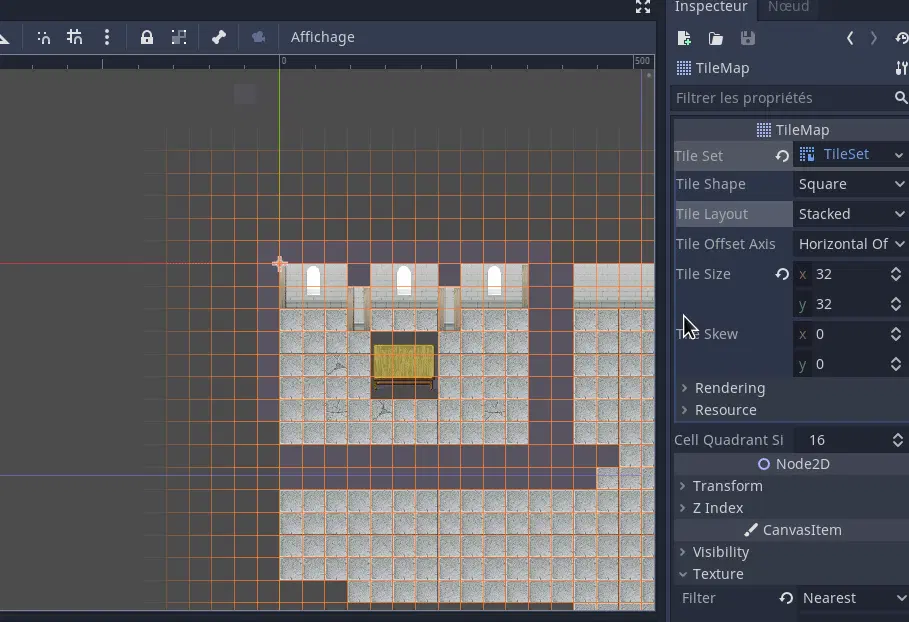 Inspecteur
Nœud
Affichage
0
500
TileMap
Filtrer les propriétés
TileMap
Tile Set
TileSet
Tile Shape
Square
Tile Layout
Stacked
Tile Offset Axis
Horizontal Of
Tile Size
x 32
y 32
Tile Skew
x 0
y 0
Rendering
Resource
Cell Quadrant Si
16
Node2D
Transform
Z Index
CanvasItem
Visibility
Texture
Filter
Nearest